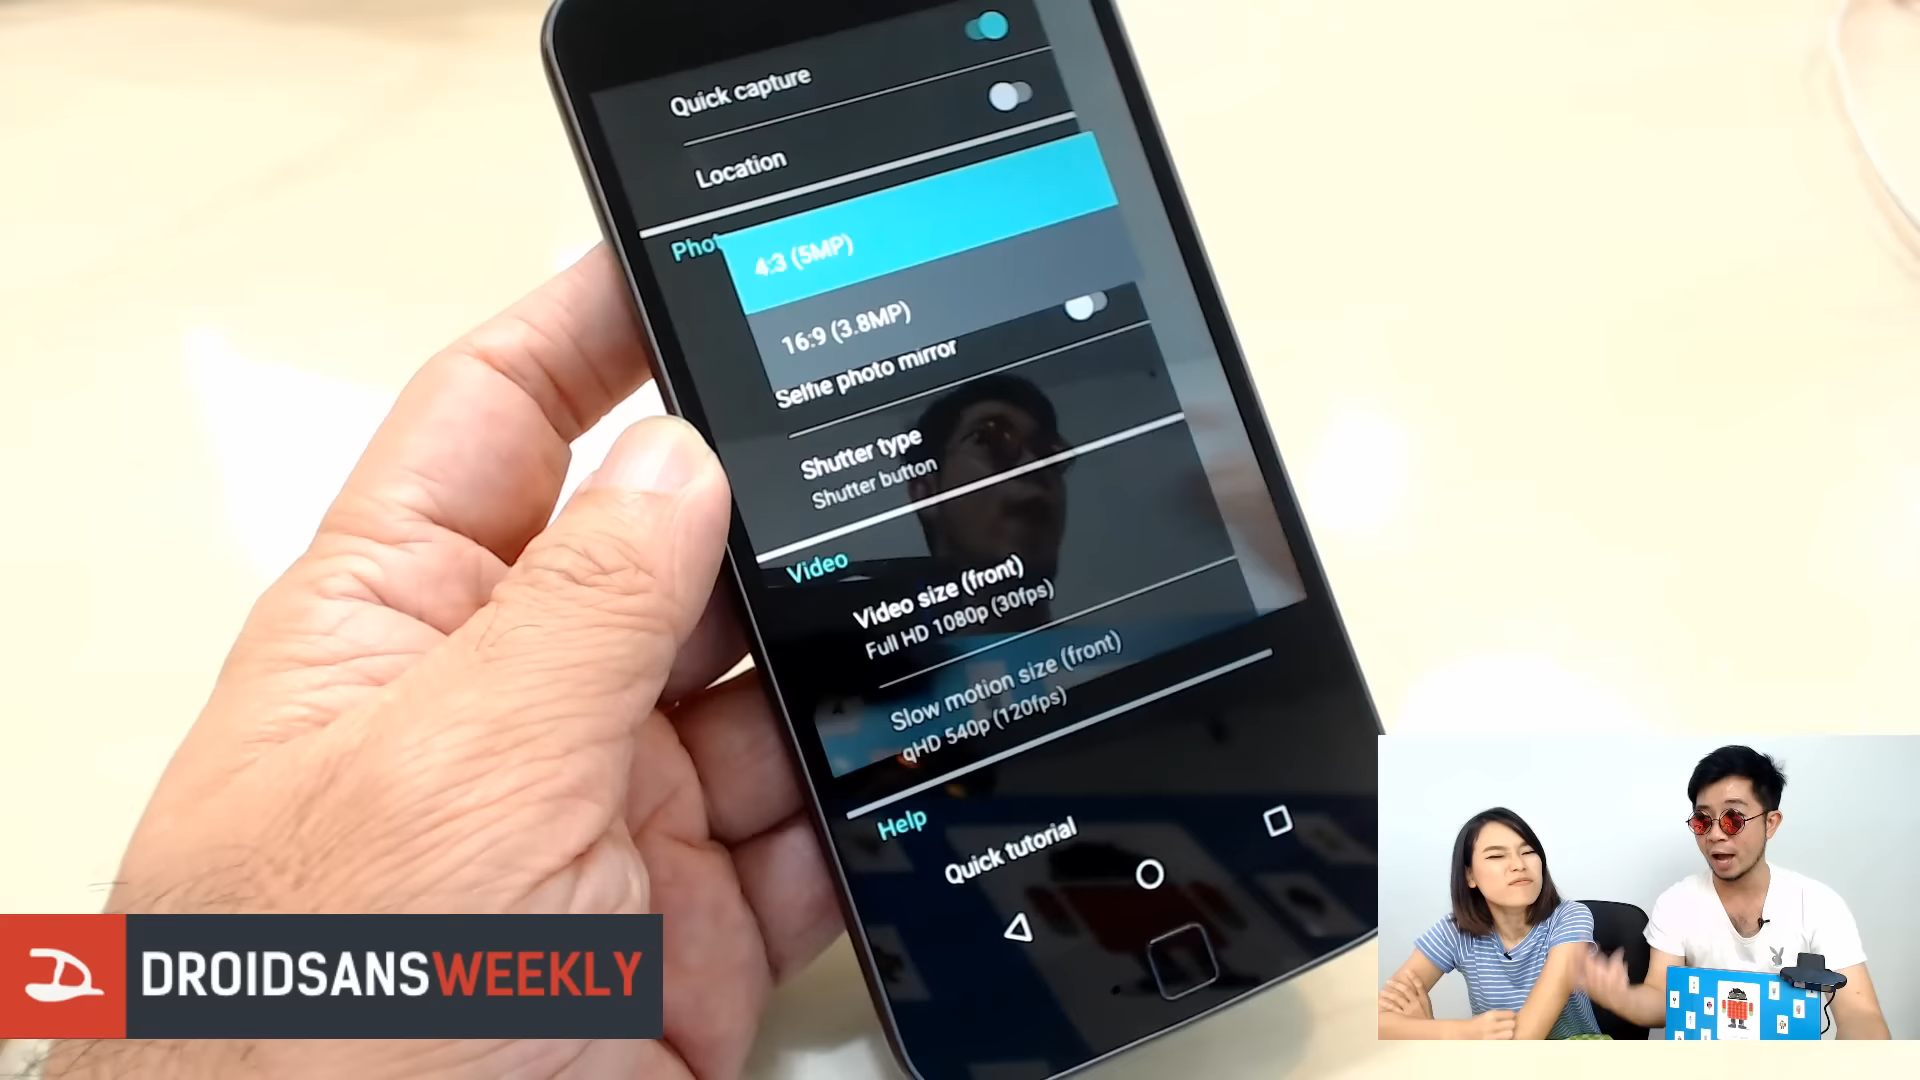 Quick capture
Location
Phot
4:3 (5MP)
16:9 (3.8MP)
Selfie photo mirror
Shutter type
Shutter button
Video
Video size (front)
Full HD 1080p (30fps)
Slow motion size (front)
qHD 540p (120fps)
Help
Quick tutorial
DROIDSANSWEEKLY